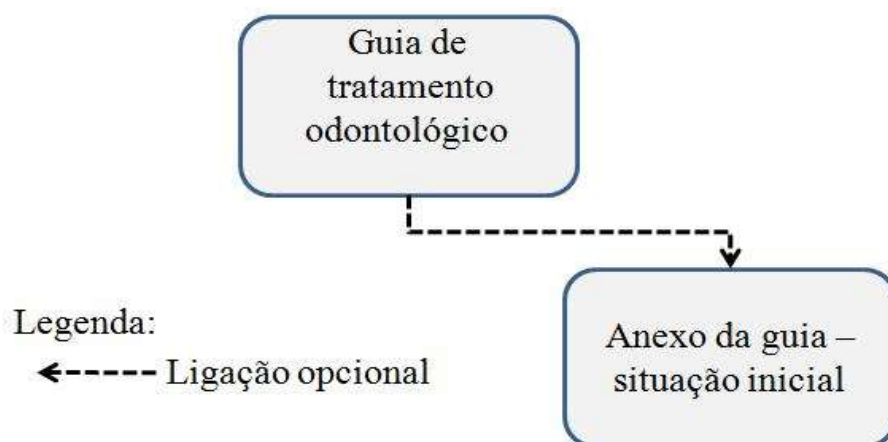 Guia de
tratamento
odontológico
Anexo da guia –
situação inicial
Legenda:
Ligação opcional